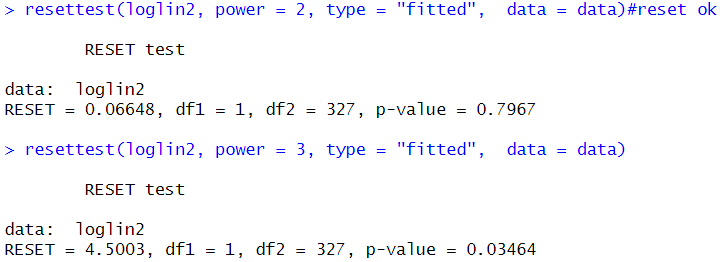 > resettest(loglin2, power = 2, type = "fitted",  data = data)#reset ok
RESET test
data:  loglin2
RESET = 0.06648, df1 = 1, df2 = 327, p-value = 0.7967
> resettest(loglin2, power = 3, type = "fitted",  data = data)
RESET test
data:  loglin2
RESET = 4.5003, df1 = 1, df2 = 327, p-value = 0.03464